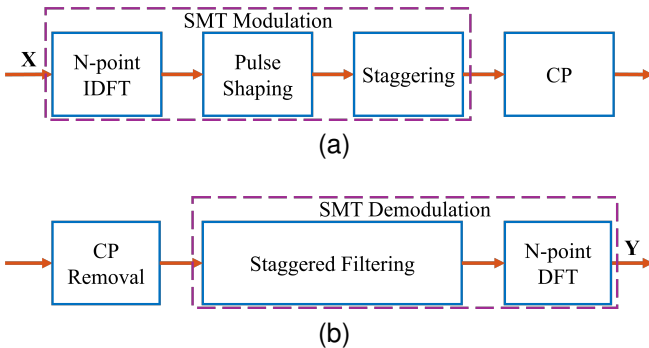 SMT Modulation
X
N-point
IDFT
Pulse
Shaping
Staggering
CP
(a)
SMT Demodulation
CP
Removal
Staggered Filtering
N-point
DFT
Y
(b)